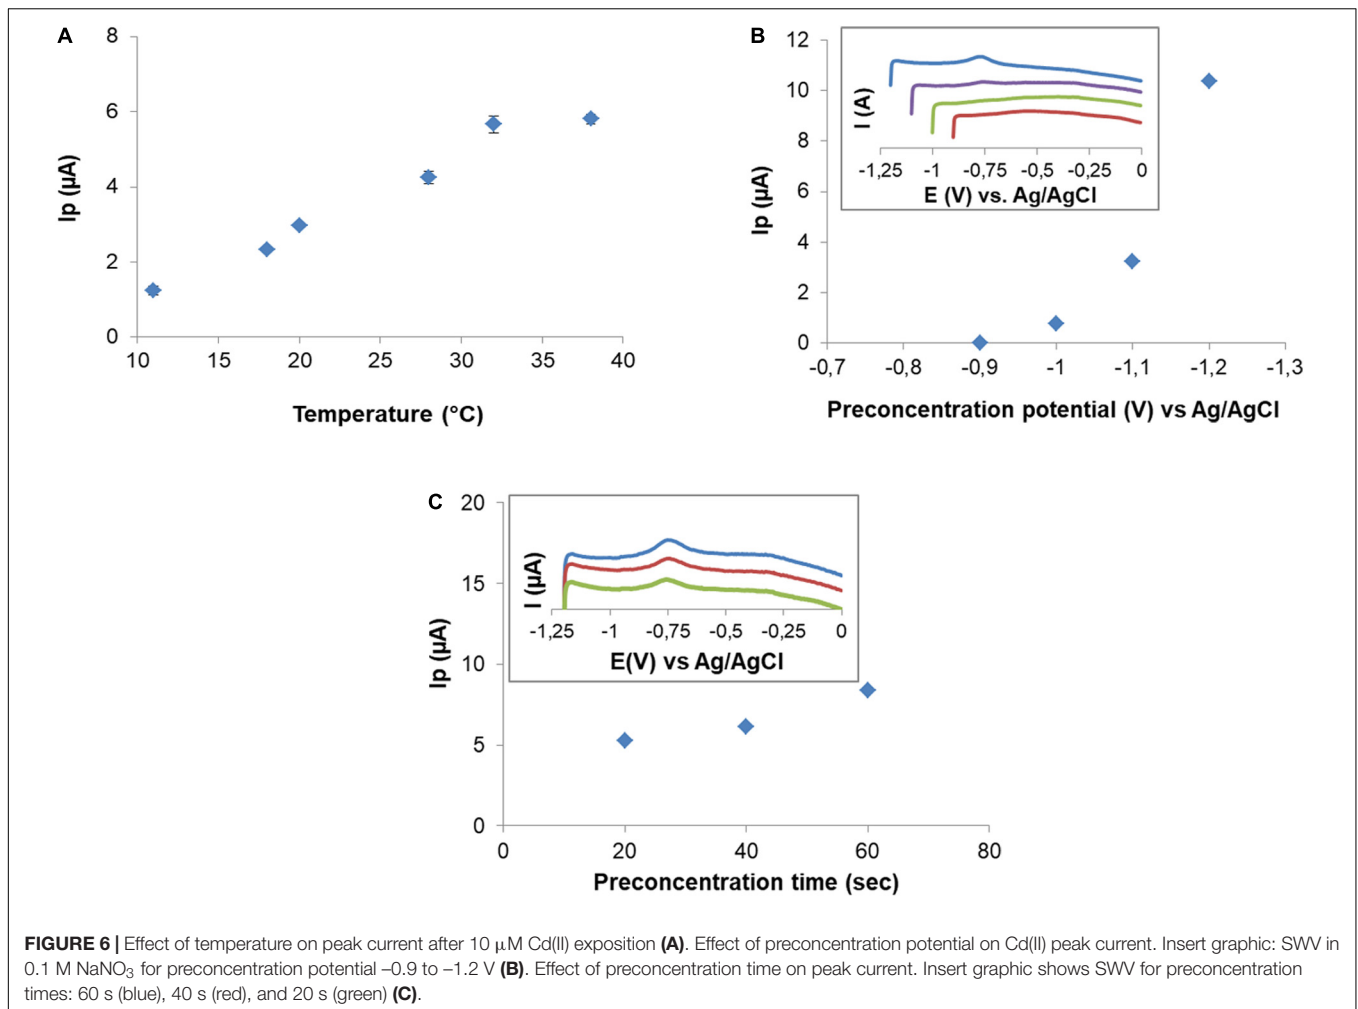 A
8
6
4
2
0
Ip (µA)
10 15 20 25 30 35 40
Temperature (°C)
B
12
10
8
6
4
2
0
Ip (µA)
I (A)
-1,25 -1 -0,75 -0,5 -0,25 0
E (V) vs. Ag/AgCl
-0,7 -0,8 -0,9 -1 -1,1 -1,2 -1,3
Preconcentration potential (V) vs Ag/AgCl
C
20
15
10
5
0
Ip (µA)
I (µA)
-1,25 -1 -0,75 -0,5 -0,25 0
E(V) vs Ag/AgCl
0 20 40 60 80
Preconcentration time (sec)
FIGURE 6 | Effect of temperature on peak current after 10 µM Cd(II) exposition (A). Effect of preconcentration potential on Cd(II) peak current. Insert graphic: SWV in
0.1 M NaNO₃ for preconcentration potential –0.9 to –1.2 V (B). Effect of preconcentration time on peak current. Insert graphic shows SWV for preconcentration
times: 60 s (blue), 40 s (red), and 20 s (green) (C).